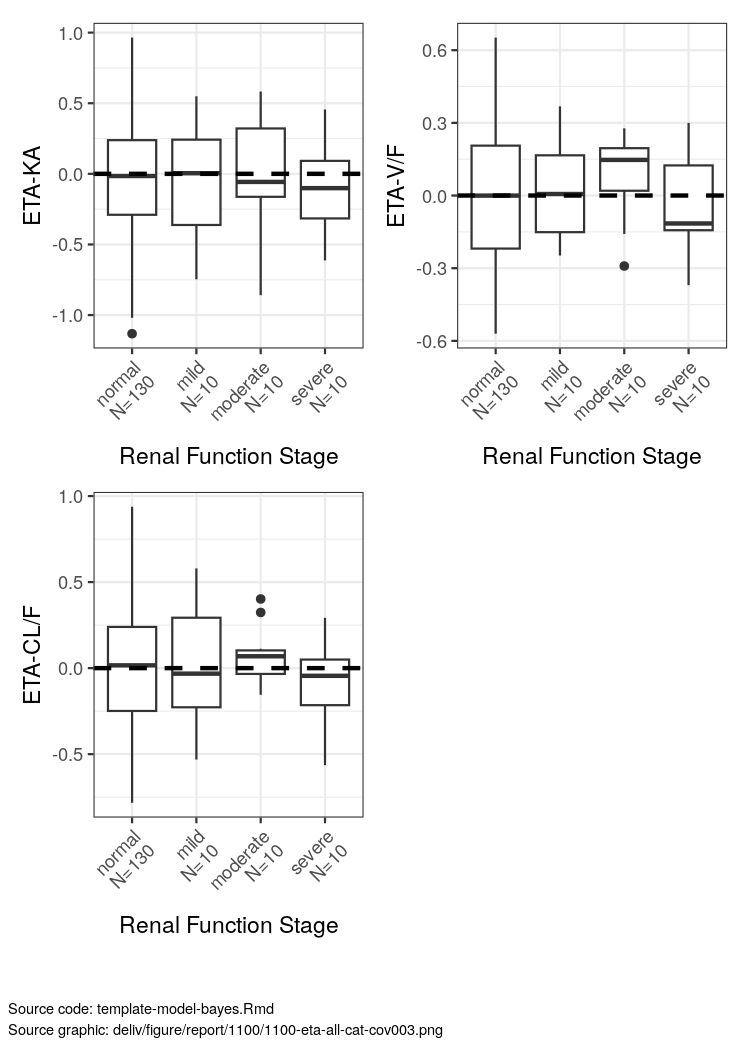 ETA-KA
1.0
0.5
0.0
-0.5
-1.0
normal
N=130
mild
N=10
moderate
N=10
severe
N=10
Renal Function Stage
ETA-V/F
0.6
0.3
0.0
-0.3
-0.6
normal
N=130
mild
N=10
moderate
N=10
severe
N=10
Renal Function Stage
ETA-CL/F
1.0
0.5
0.0
-0.5
normal
N=130
mild
N=10
moderate
N=10
severe
N=10
Renal Function Stage
Source code: template-model-bayes.Rmd
Source graphic: deliv/figure/report/1100/1100-eta-all-cat-cov003.png